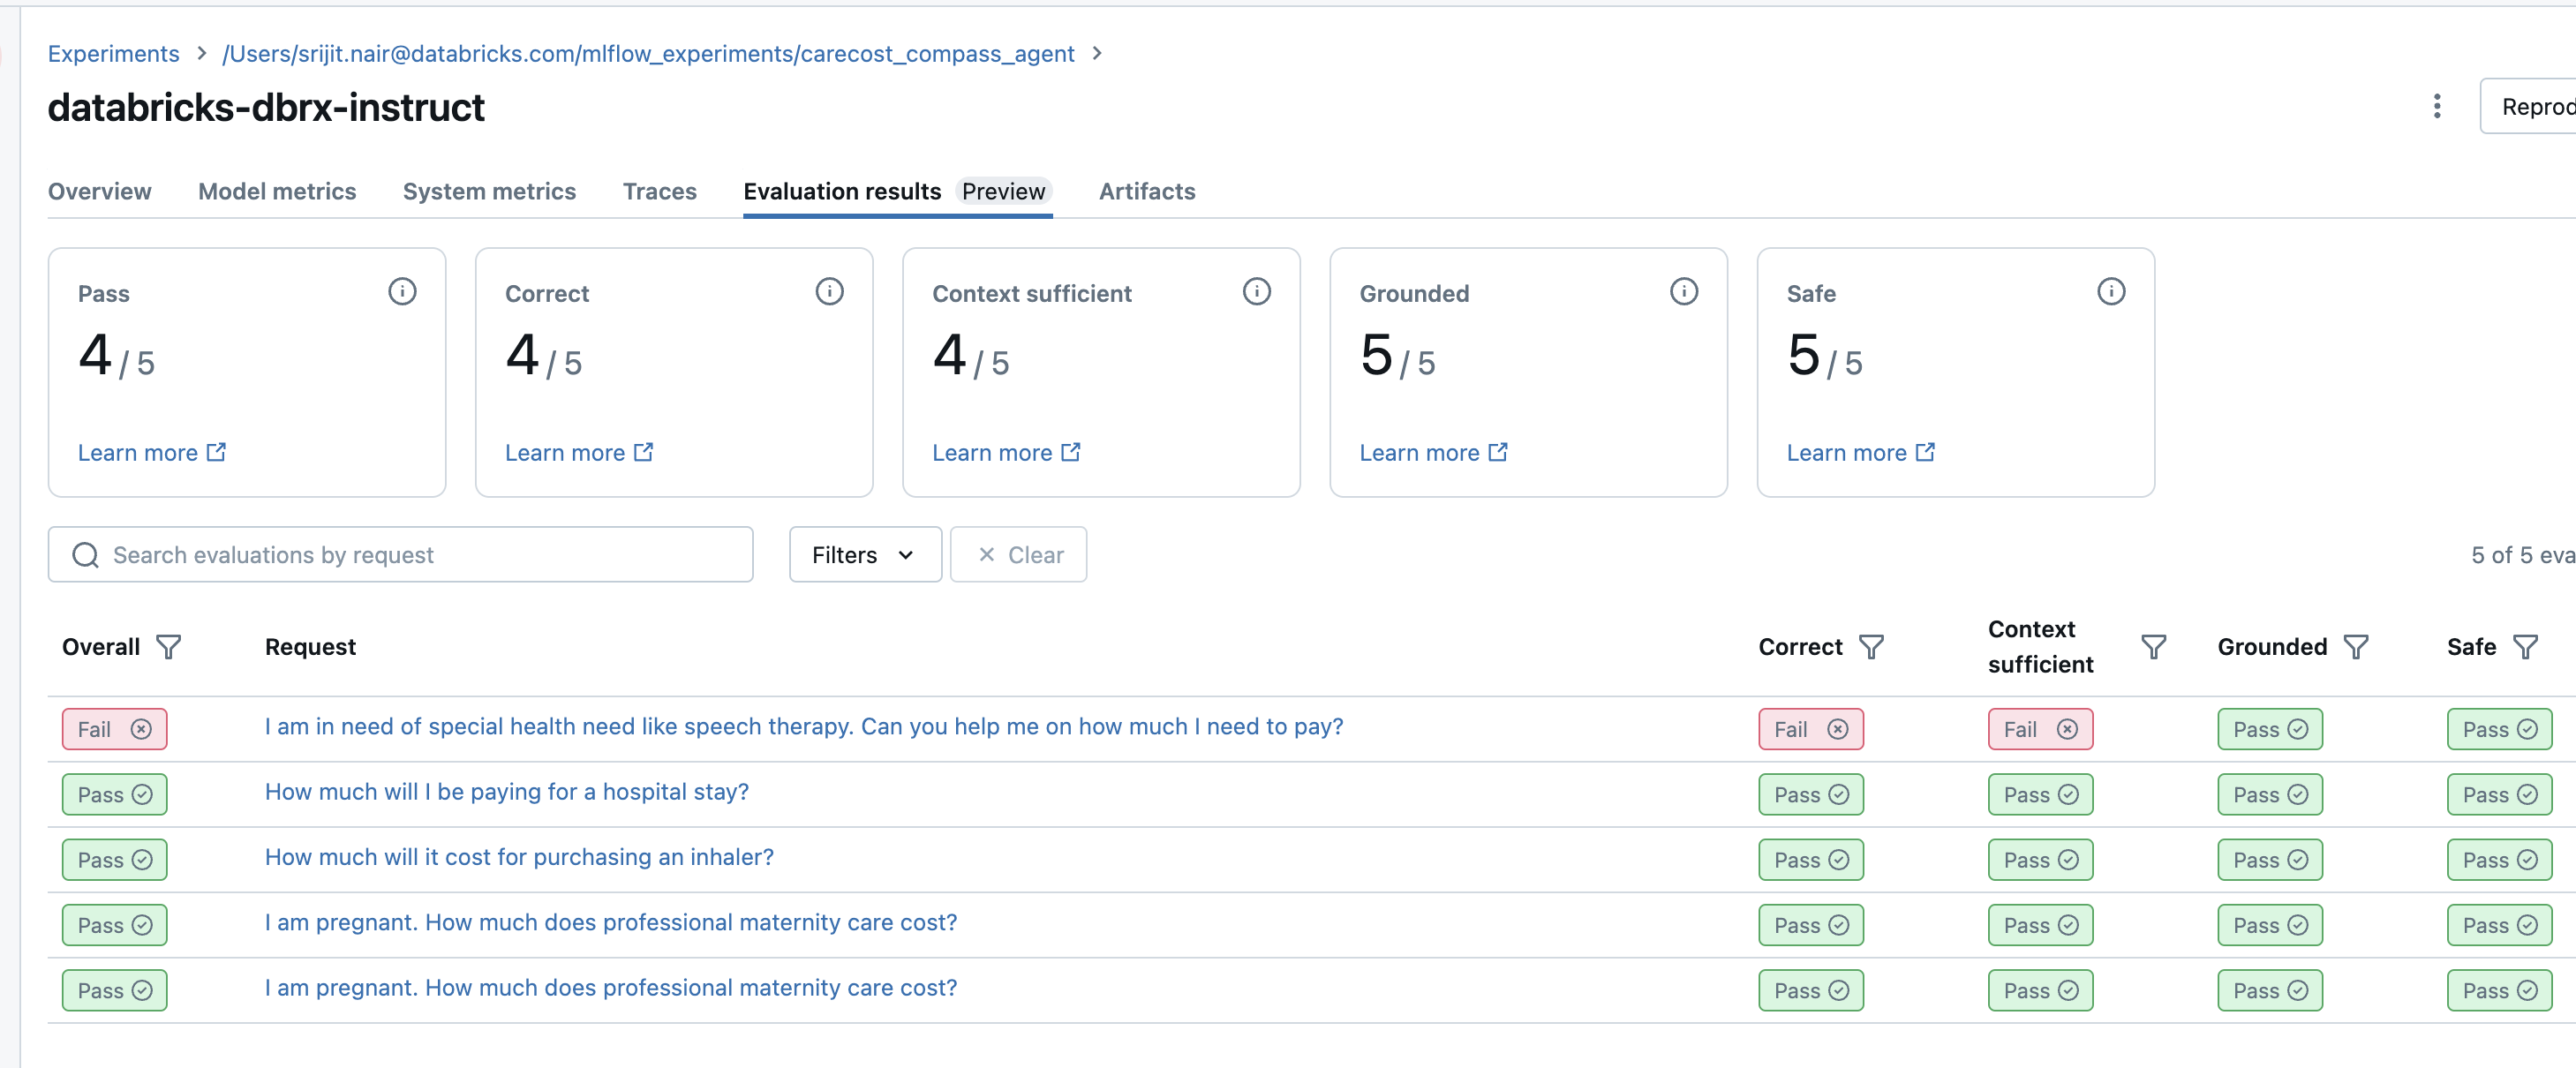 Experiments > /Users/srijit.nair@databricks.com/mlflow_experiments/carecost_compass_agent >
databricks-dbrx-instruct
Reprod
Overview Model metrics System metrics Traces Evaluation results Preview Artifacts
Pass Correct Context sufficient Grounded Safe
4 / 5 4 / 5 4 / 5 5 / 5 5 / 5
Learn more Learn more Learn more Learn more Learn more
Search evaluations by request Filters Clear 5 of 5 eva
Overall Request Correct Context sufficient Grounded Safe
Fail I am in need of special health need like speech therapy. Can you help me on how much I need to pay? Fail Fail Pass Pass
Pass How much will I be paying for a hospital stay? Pass Pass Pass Pass
Pass How much will it cost for purchasing an inhaler? Pass Pass Pass Pass
Pass I am pregnant. How much does professional maternity care cost? Pass Pass Pass Pass
Pass I am pregnant. How much does professional maternity care cost? Pass Pass Pass Pass